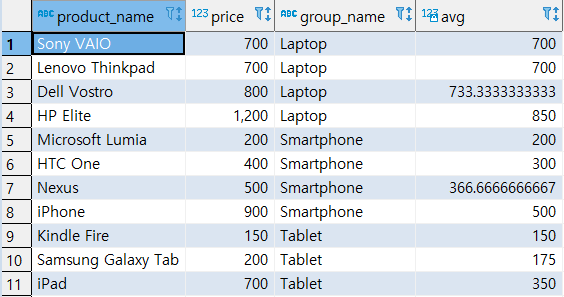 ABC product_name 123 price ABC group_name 123 avg
1 Sony VAIO 700 Laptop 700
2 Lenovo Thinkpad 700 Laptop 700
3 Dell Vostro 800 Laptop 733.3333333333
4 HP Elite 1,200 Laptop 850
5 Microsoft Lumia 200 Smartphone 200
6 HTC One 400 Smartphone 300
7 Nexus 500 Smartphone 366.6666666667
8 iPhone 900 Smartphone 500
9 Kindle Fire 150 Tablet 150
10 Samsung Galaxy Tab 200 Tablet 175
11 iPad 700 Tablet 350